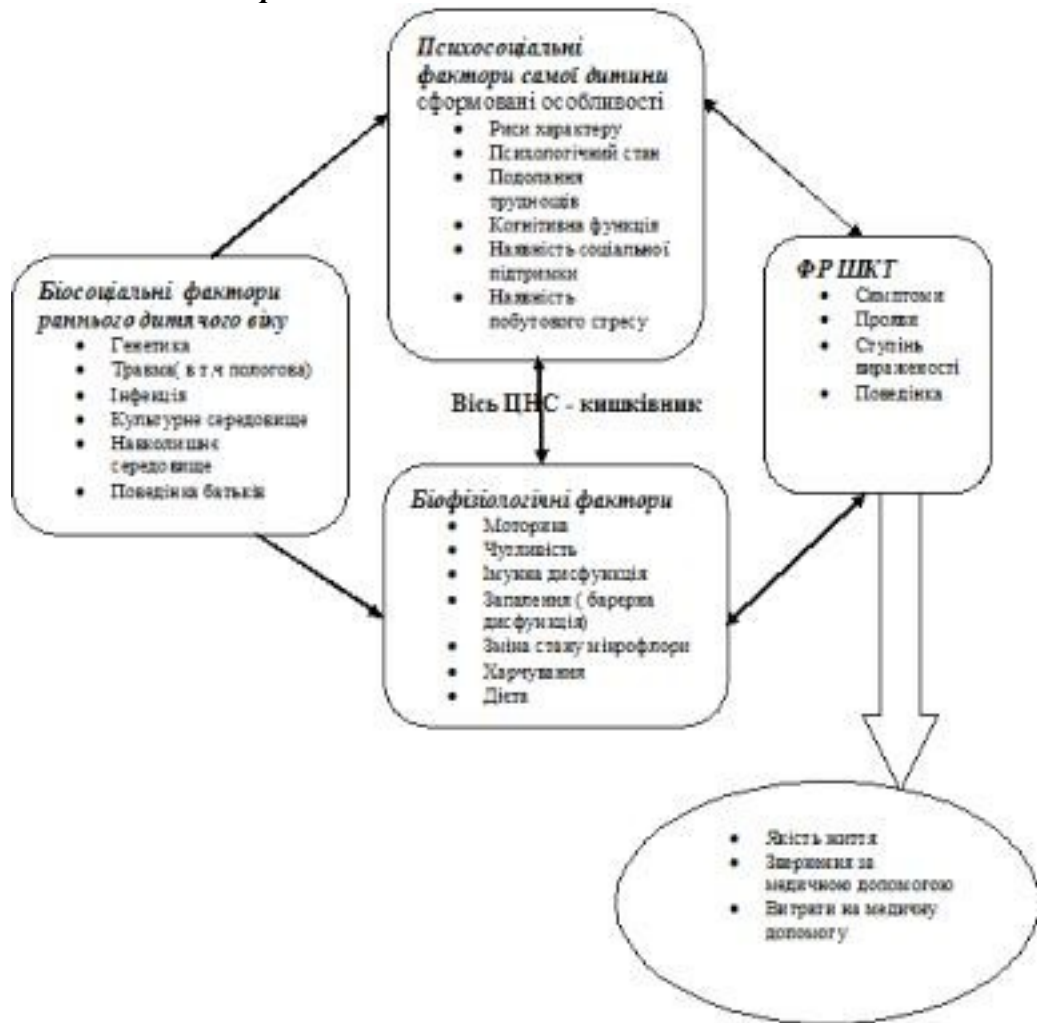 Психосоціальні
фактори самої дитини
сформовані особливості
Риси характеру
Психологічний стан
Подолання
труднощів
Когнітивна функція
Наявність соціальної
підтримки
Наявність
побутового стресу
Біосоціальні фактори
раннього дитячого віку
Генетика
Травма( в т.ч пологова)
Інфекція
Культурне середовище
Навколишнє
середовище
Поведінка батьків
ФР ШКТ
Симптоми
Прояви
Ступінь
вираженості
Поведінка
Вісь ЦНС - кишківник
Біофізіологічні фактори
Моторика
Чутливість
Імунна дисфункція
Запалення ( барєрна
дисфункція)
Зміна стану мікрофлори
Харчування
Дієта
Якість життя
Звернення за
медичною допомогою
Витрати на медичну
допомогу